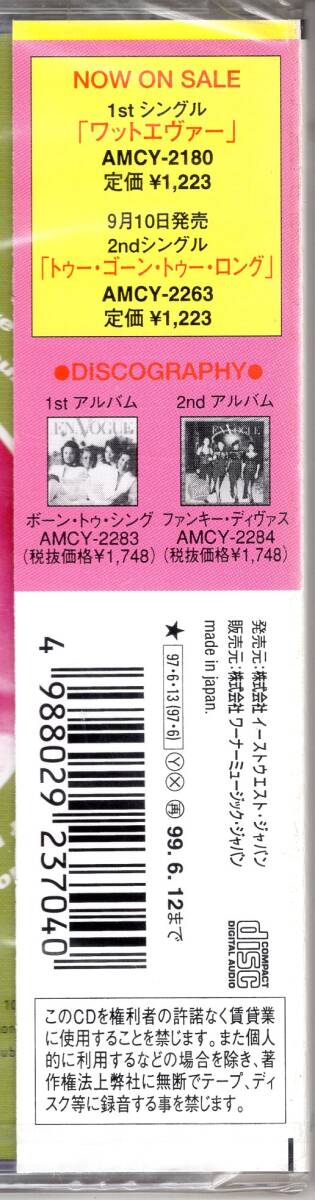 NOW ON SALE
1stシングル
「ワットエヴァー」
AMCY-2180
定価 ¥1,223
9月10日発売
2ndシングル
「トゥー・ゴーン・トゥー・ロング」
AMCY-2263
定価 ¥1,223
●DiSCOGRAPHY●
1st アルバム
EN VOGUE
ボーン・トゥ・シング
AMCY-2283
(税抜価格¥1,748)
2nd アルバム
EN VOGUE
ファンキー・ディヴァス
AMCY-2284
(税抜価格¥1,748)
発売元:株式会社 イーストウエスト・ジャパン
販売元:株式会社 ワーナーミュージック・ジャパン
made in japan.
★ 97・6・13(97・6) Y X 再 99.6.12まで
4 988029 237040
COMPACT
disc
DIGITAL AUDIO
このCDを権利者の許諾なく賃貸業
に使用することを禁じます。また個人
的に利用するなどの場合を除き、著
作権法上弊社に無断でテープ、ディ
スク等に録音する事を禁じます。